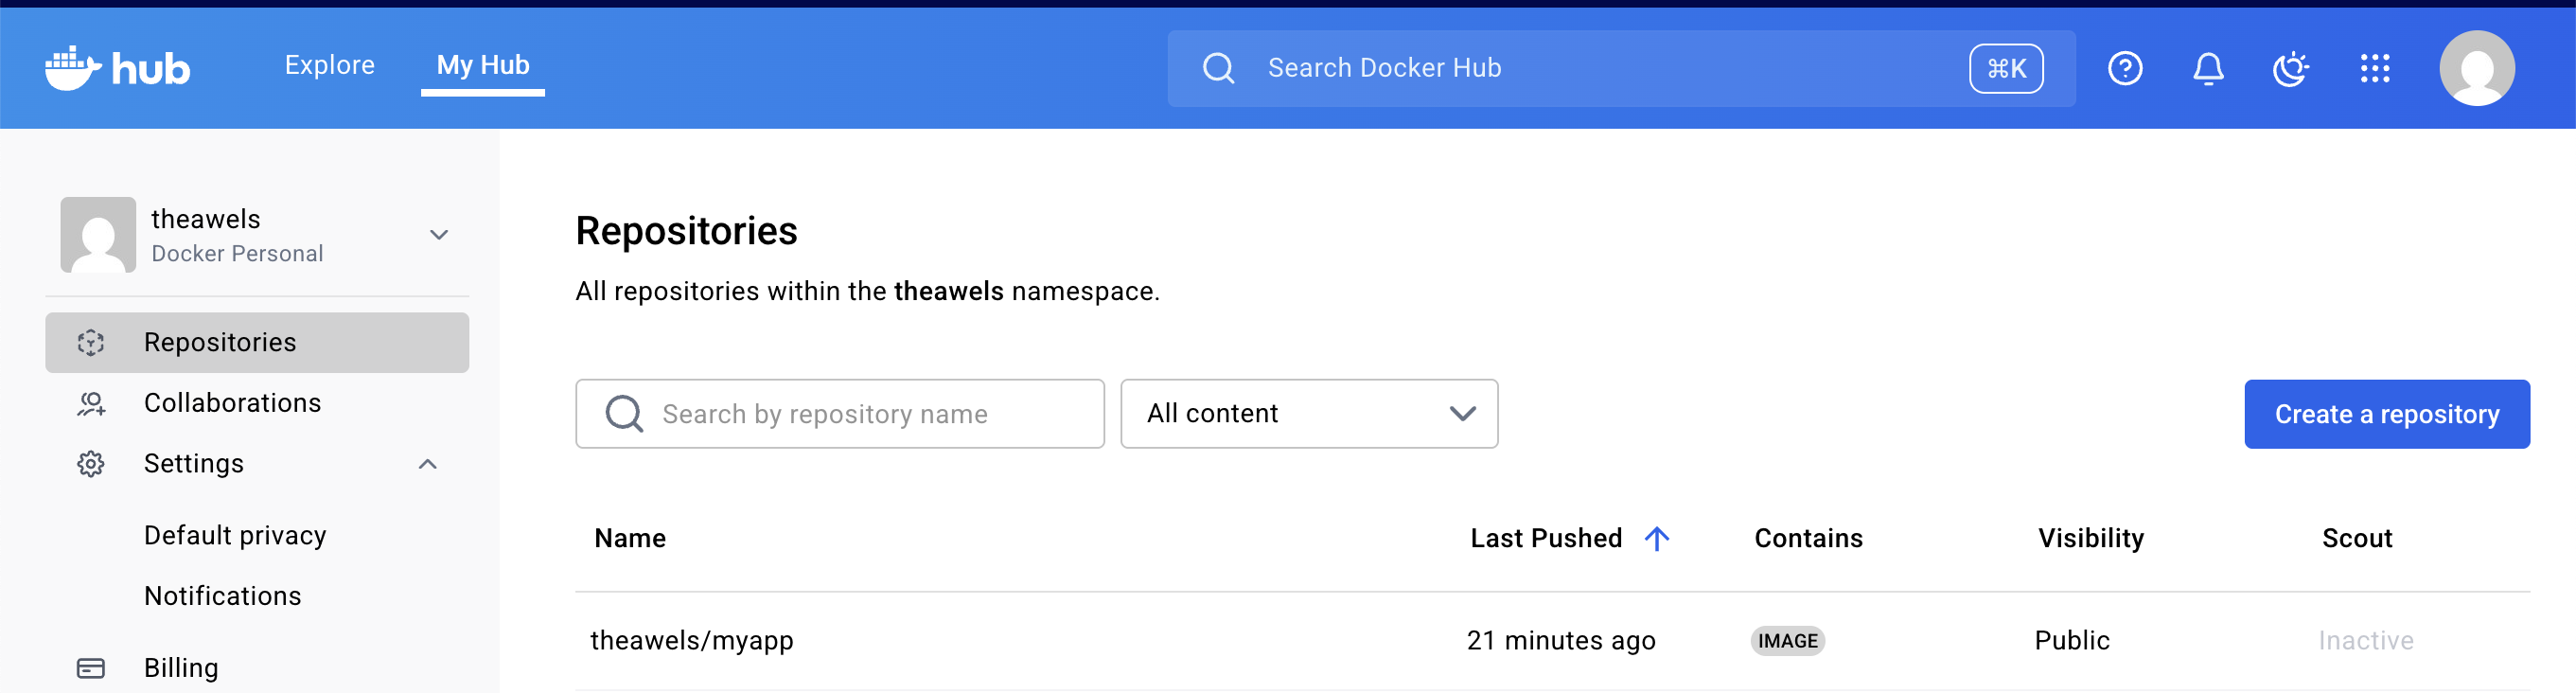 hub
Explore
My Hub
Search Docker Hub
⌘K
theawels
Docker Personal
Repositories
Collaborations
Settings
Default privacy
Notifications
Billing
Repositories
All repositories within the theawels namespace.
Search by repository name
All content
Create a repository
Name Last Pushed Contains Visibility Scout
theawels/myapp 21 minutes ago IMAGE Public Inactive